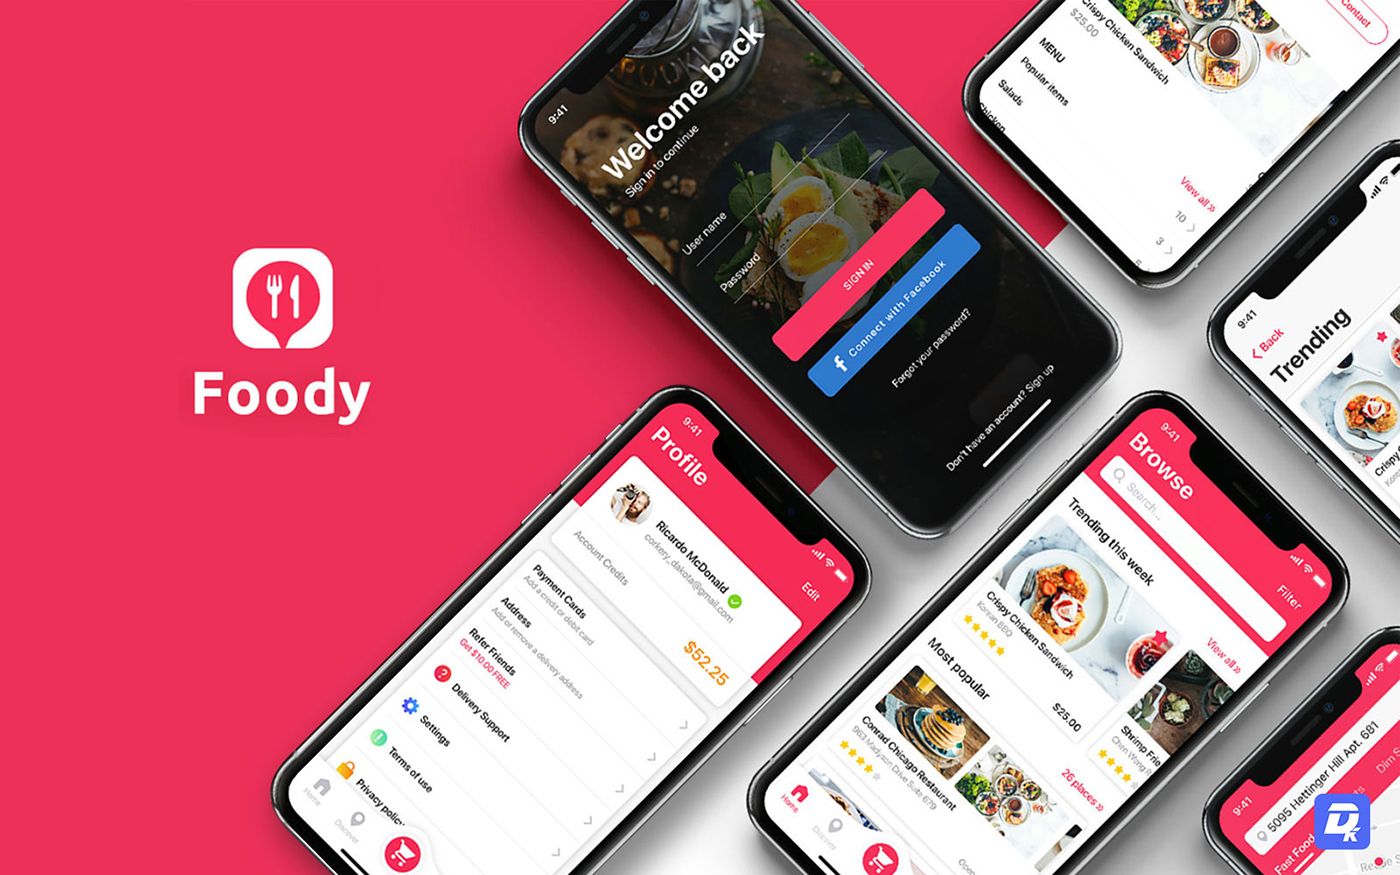 Foody
9:41
Welcome back
Sign in to continue
User name
Password
SIGN IN
f Connect with Facebook
Forgot your password?
Don't have an account? Sign up
Crispy Chicken Sandwich
$25.00
Contact
MENU
Popular items
Salads
Chicken
View all »
10
3
9:41
Back
Trending
Crispy
9:41
Profile
Edit
Ricardo McDonald
corkery_dakota@gmail.com
Account Credits
$52.25
Payment Cards
Add a credit or debit card
Address
Add or remove a delivery address
Refer Friends
Get $10.00 FREE
?
Delivery Support
Settings
!
Terms of use
Privacy policy
Home
Discover
9:41
Browse
Search...
Filter
Trending this week
View all »
Crispy Chicken Sandwich
Korean BBQ
$25.00
Shrimp Frie
Chen Wong R
Most popular
26 places »
Conrad Chicago Restaurant
963 Madyson Drive Suite 679
Open
Home
Discover
9:41
5095 Hettinger Hill Apt. 681
Fast Food
Dim S